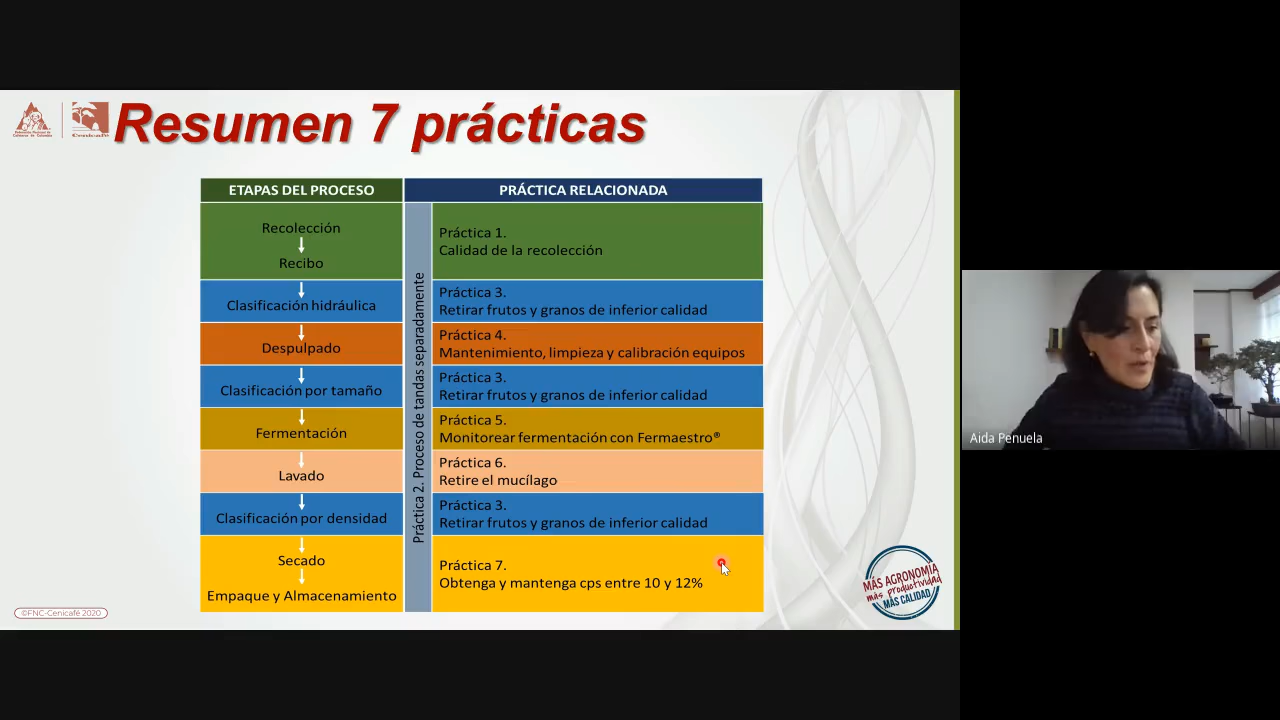 Resumen 7 prácticas
ETAPAS DEL PROCESO
PRÁCTICA RELACIONADA
Recolección
Recibo
Práctica 1.
Calidad de la recolección
Práctica 2. Proceso de tandas separadamente
Clasificación hidráulica
Práctica 3.
Retirar frutos y granos de inferior calidad
Despulpado
Práctica 4.
Mantenimiento, limpieza y calibración equipos
Clasificación por tamaño
Práctica 3.
Retirar frutos y granos de inferior calidad
Fermentación
Práctica 5.
Monitorear fermentación con Fermaestro®
Lavado
Práctica 6.
Retire el mucílago
Clasificación por densidad
Práctica 3.
Retirar frutos y granos de inferior calidad
Secado
Empaque y Almacenamiento
Práctica 7.
Obtenga y mantenga cps entre 10 y 12%
MÁS AGRONOMÍA
más productividad
MÁS CALIDAD
©FNC-Cenicafé 2020
Aida Penuela